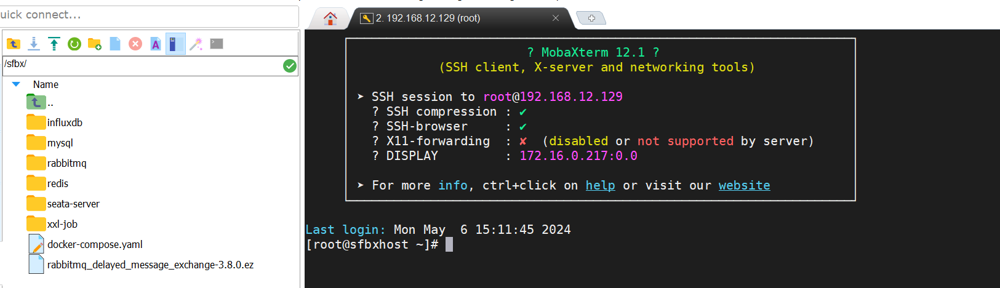 uick connect...
2. 192.168.12.129 (root)
/sfbx/
Name
..
influxdb
mysql
rabbitmq
redis
seata-server
xxl-job
docker-compose.yaml
rabbitmq_delayed_message_exchange-3.8.0.ez
? MobaXterm 12.1 ?
(SSH client, X-server and networking tools)
➤ SSH session to root@192.168.12.129
? SSH compression : ✔
? SSH-browser : ✔
? X11-forwarding : ✘ (disabled or not supported by server)
? DISPLAY : 172.16.0.217:0.0
➤ For more info, ctrl+click on help or visit our website
Last login: Mon May 6 15:11:45 2024
[root@sfbxhost ~]#